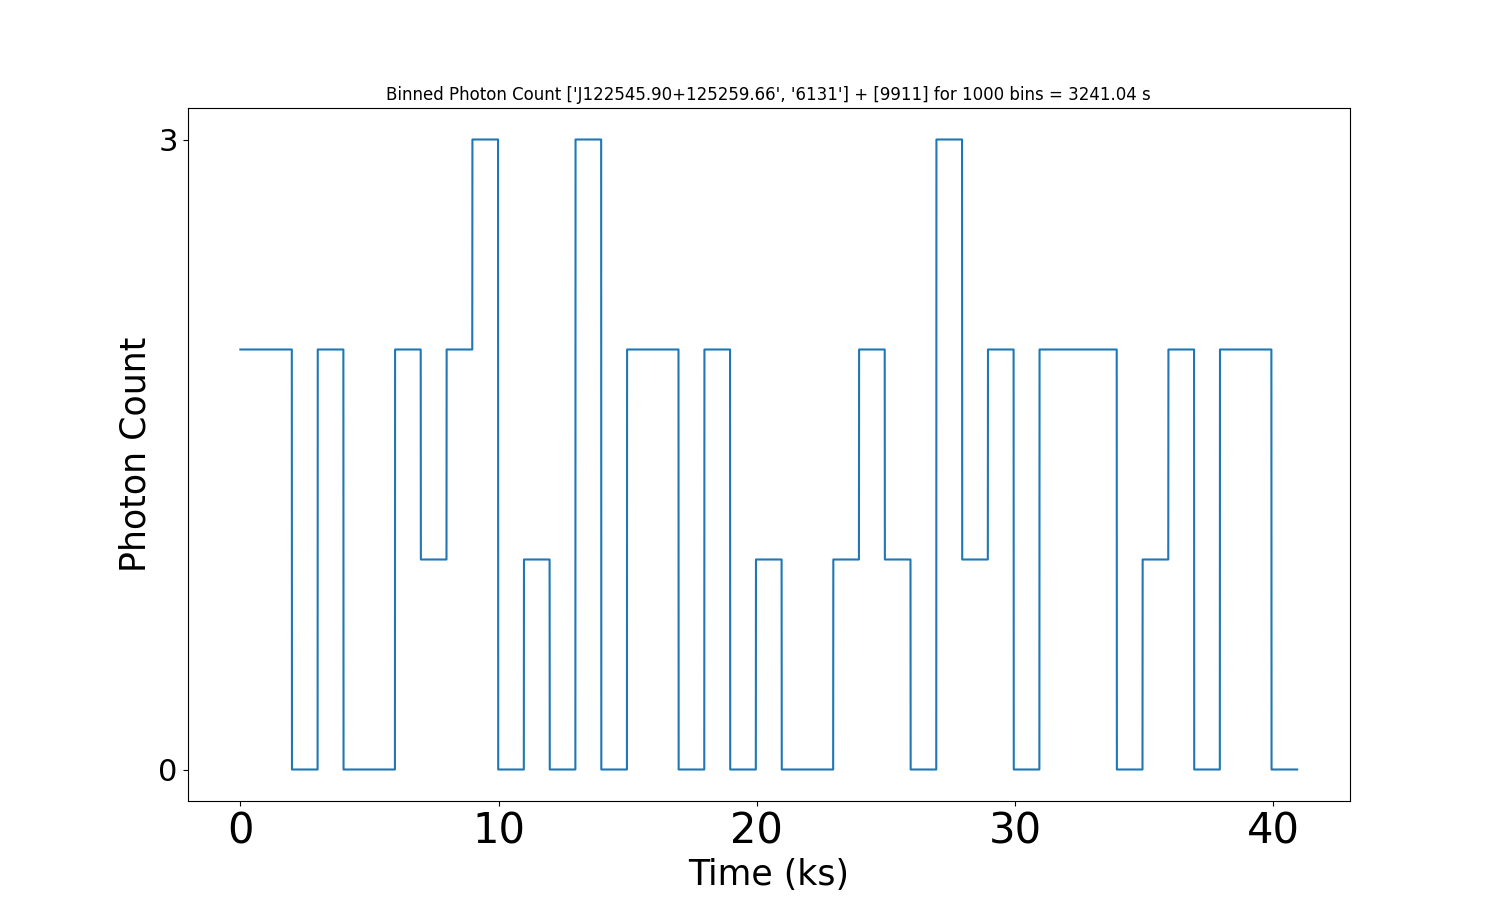 Binned Photon Count ['J122545.90+125259.66', '6131'] + [9911] for 1000 bins = 3241.04 s
3
Photon Count
0
0 10 20 30 40
Time (ks)